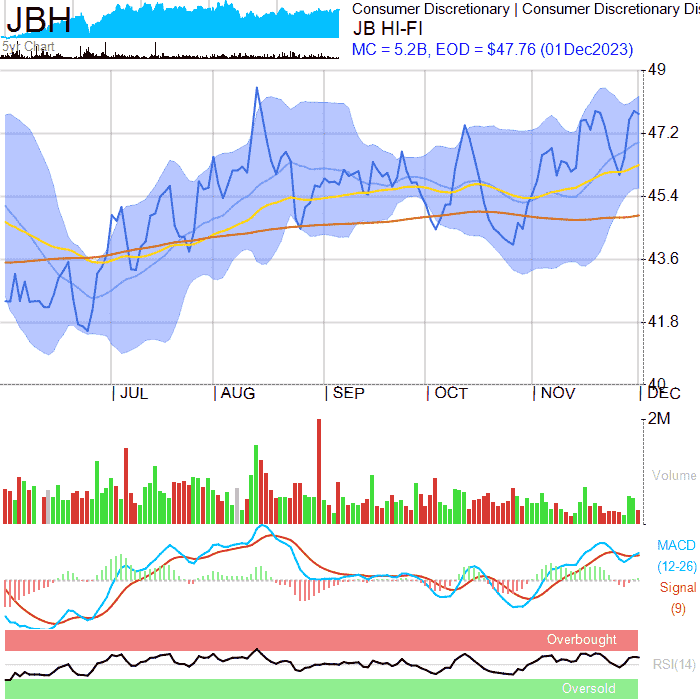 JBH
5yr Chart
Consumer Discretionary | Consumer Discretionary Dis
JB HI-FI
MC = 5.2B, EOD = $47.76 (01Dec2023)
49
47.2
45.4
43.6
41.8
40
| JUL | AUG | SEP | OCT | NOV | DEC
2M
Volume
MACD
(12-26)
Signal
(9)
Overbought
RSI(14)
Oversold